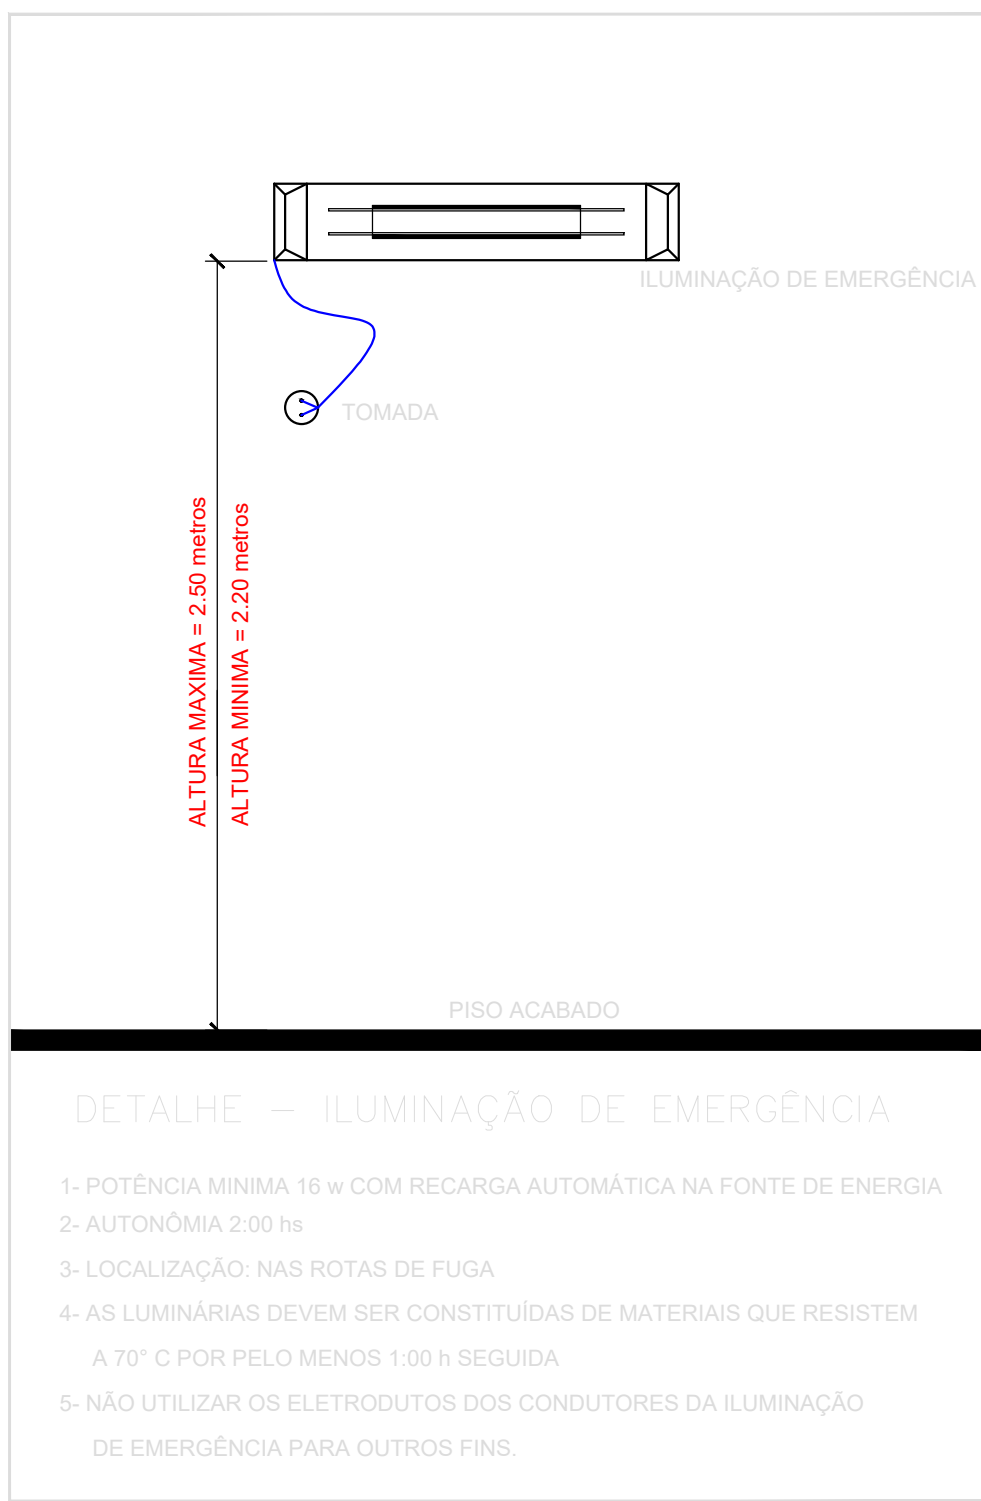 ILUMINAÇÃO DE EMERGÊNCIA
TOMADA
ALTURA MAXIMA = 2.50 metros
ALTURA MINIMA = 2.20 metros
PISO ACABADO
DETALHE – ILUMINAÇÃO DE EMERGÊNCIA
1- POTÊNCIA MINIMA 16 w COM RECARGA AUTOMÁTICA NA FONTE DE ENERGIA
2- AUTONÔMIA 2:00 hs
3- LOCALIZAÇÃO: NAS ROTAS DE FUGA
4- AS LUMINÁRIAS DEVEM SER CONSTITUÍDAS DE MATERIAIS QUE RESISTEM
A 70° C POR PELO MENOS 1:00 h SEGUIDA
5- NÃO UTILIZAR OS ELETRODUTOS DOS CONDUTORES DA ILUMINAÇÃO
DE EMERGÊNCIA PARA OUTROS FINS.